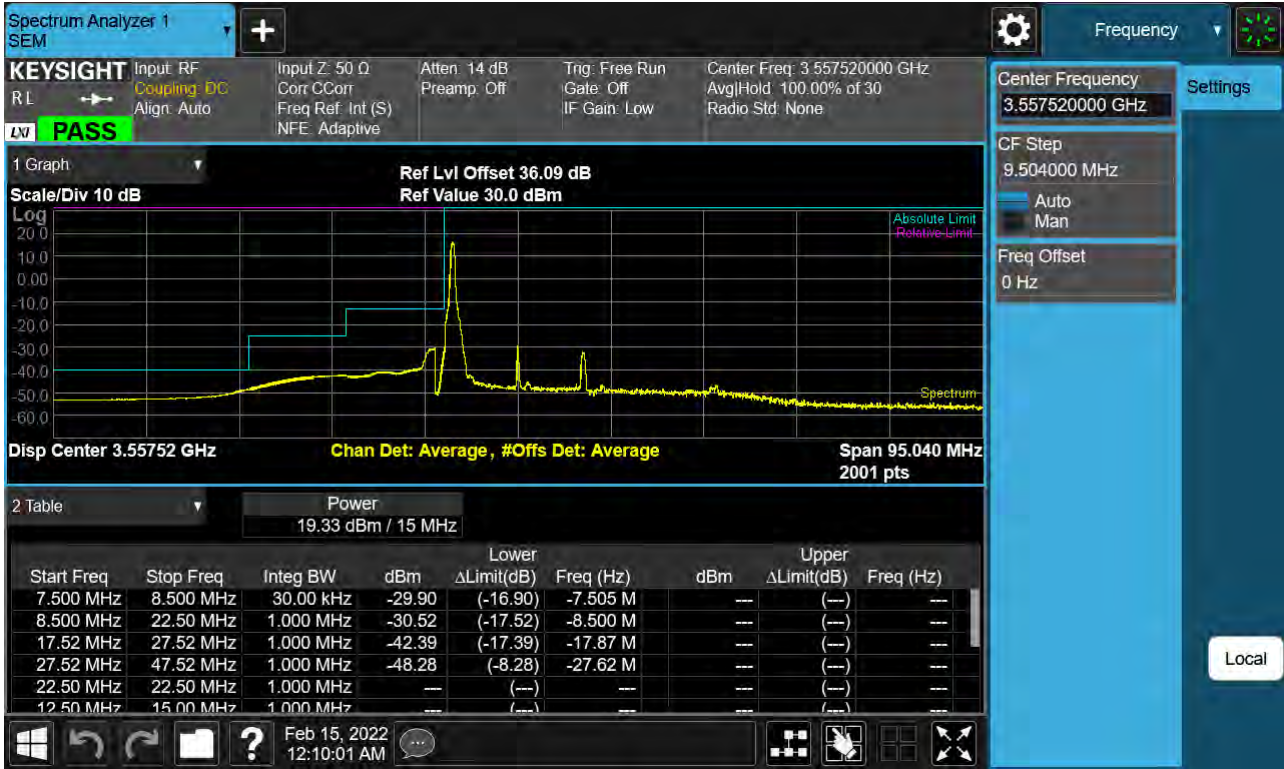 Spectrum Analyzer 1
SEM
Frequency
KEYSIGHT
Input: RF
Coupling: DC
Align: Auto
Input Z: 50 Ω
Corr CCorr
Freq Ref: Int (S)
NFE: Adaptive
Atten: 14 dB
Preamp: Off
Trig: Free Run
Gate: Off
IF Gain: Low
Center Freq: 3.557520000 GHz
Avg|Hold: 100.00% of 30
Radio Std: None
R L
LXI PASS
Center Frequency
3.557520000 GHz
Settings
CF Step
9.504000 MHz
Auto
Man
Freq Offset
0 Hz
Local
1 Graph
Scale/Div 10 dB
Ref Lvl Offset 36.09 dB
Ref Value 30.0 dBm
Log
Absolute Limit
Relative Limit
20.0
10.0
0.00
-10.0
-20.0
-30.0
-40.0
-50.0
-60.0
Spectrum
Disp Center 3.55752 GHz
Chan Det: Average, #Offs Det: Average
Span 95.040 MHz
2001 pts
2 Table
Power
19.33 dBm / 15 MHz
Lower Upper
Start Freq Stop Freq Integ BW dBm ΔLimit(dB) Freq (Hz) dBm ΔLimit(dB) Freq (Hz)
7.500 MHz 8.500 MHz 30.00 kHz -29.90 (-16.90) -7.505 M --- (---) ---
8.500 MHz 22.50 MHz 1.000 MHz -30.52 (-17.52) -8.500 M --- (---) ---
17.52 MHz 27.52 MHz 1.000 MHz -42.39 (-17.39) -17.87 M --- (---) ---
27.52 MHz 47.52 MHz 1.000 MHz -48.28 (-8.28) -27.62 M --- (---) ---
22.50 MHz 22.50 MHz 1.000 MHz --- (---) --- --- (---) ---
12.50 MHz 15.00 MHz 1.000 MHz --- (---) --- --- (---) ---
?
Feb 15, 2022
12:10:01 AM